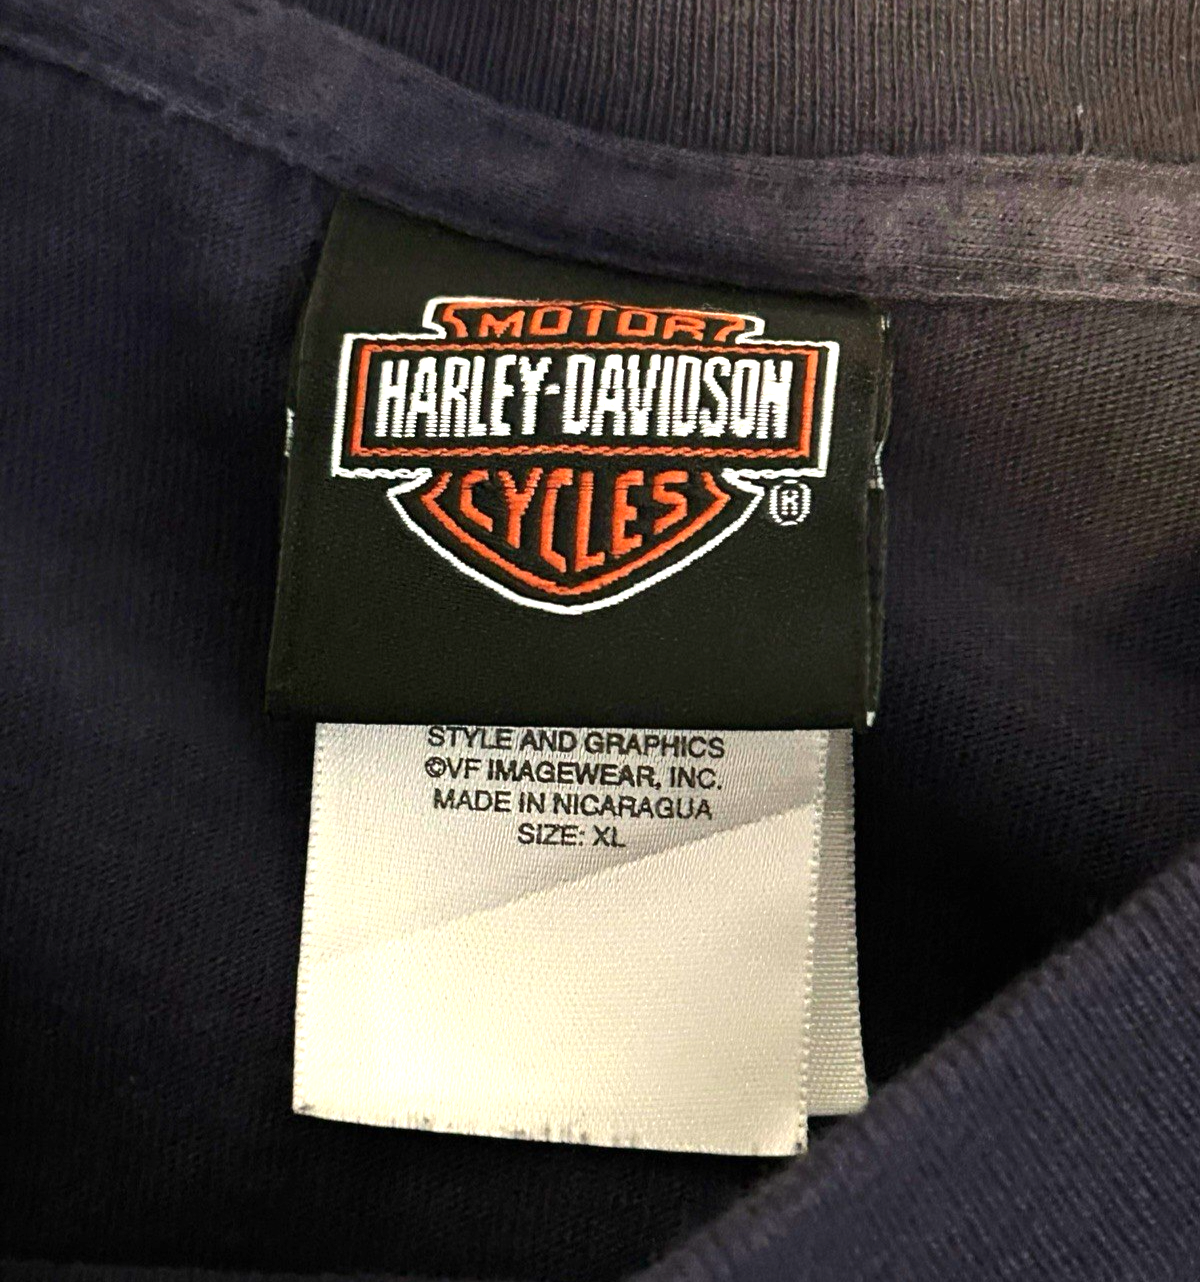 MOTOR
HARLEY-DAVIDSON
CYCLES
®
STYLE AND GRAPHICS
©VF IMAGEWEAR, INC.
MADE IN NICARAGUA
SIZE: XL